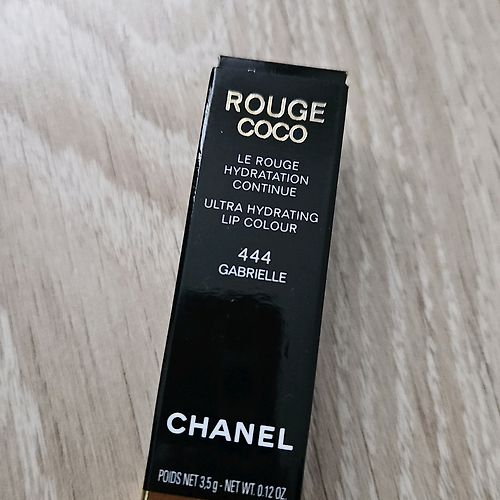 ROUGE
COCO
LE ROUGE
HYDRATATION
CONTINUE
ULTRA HYDRATING
LIP COLOUR
444
GABRIELLE
CHANEL
POIDS NET 3,5g - NET WT. 0.12 OZ.